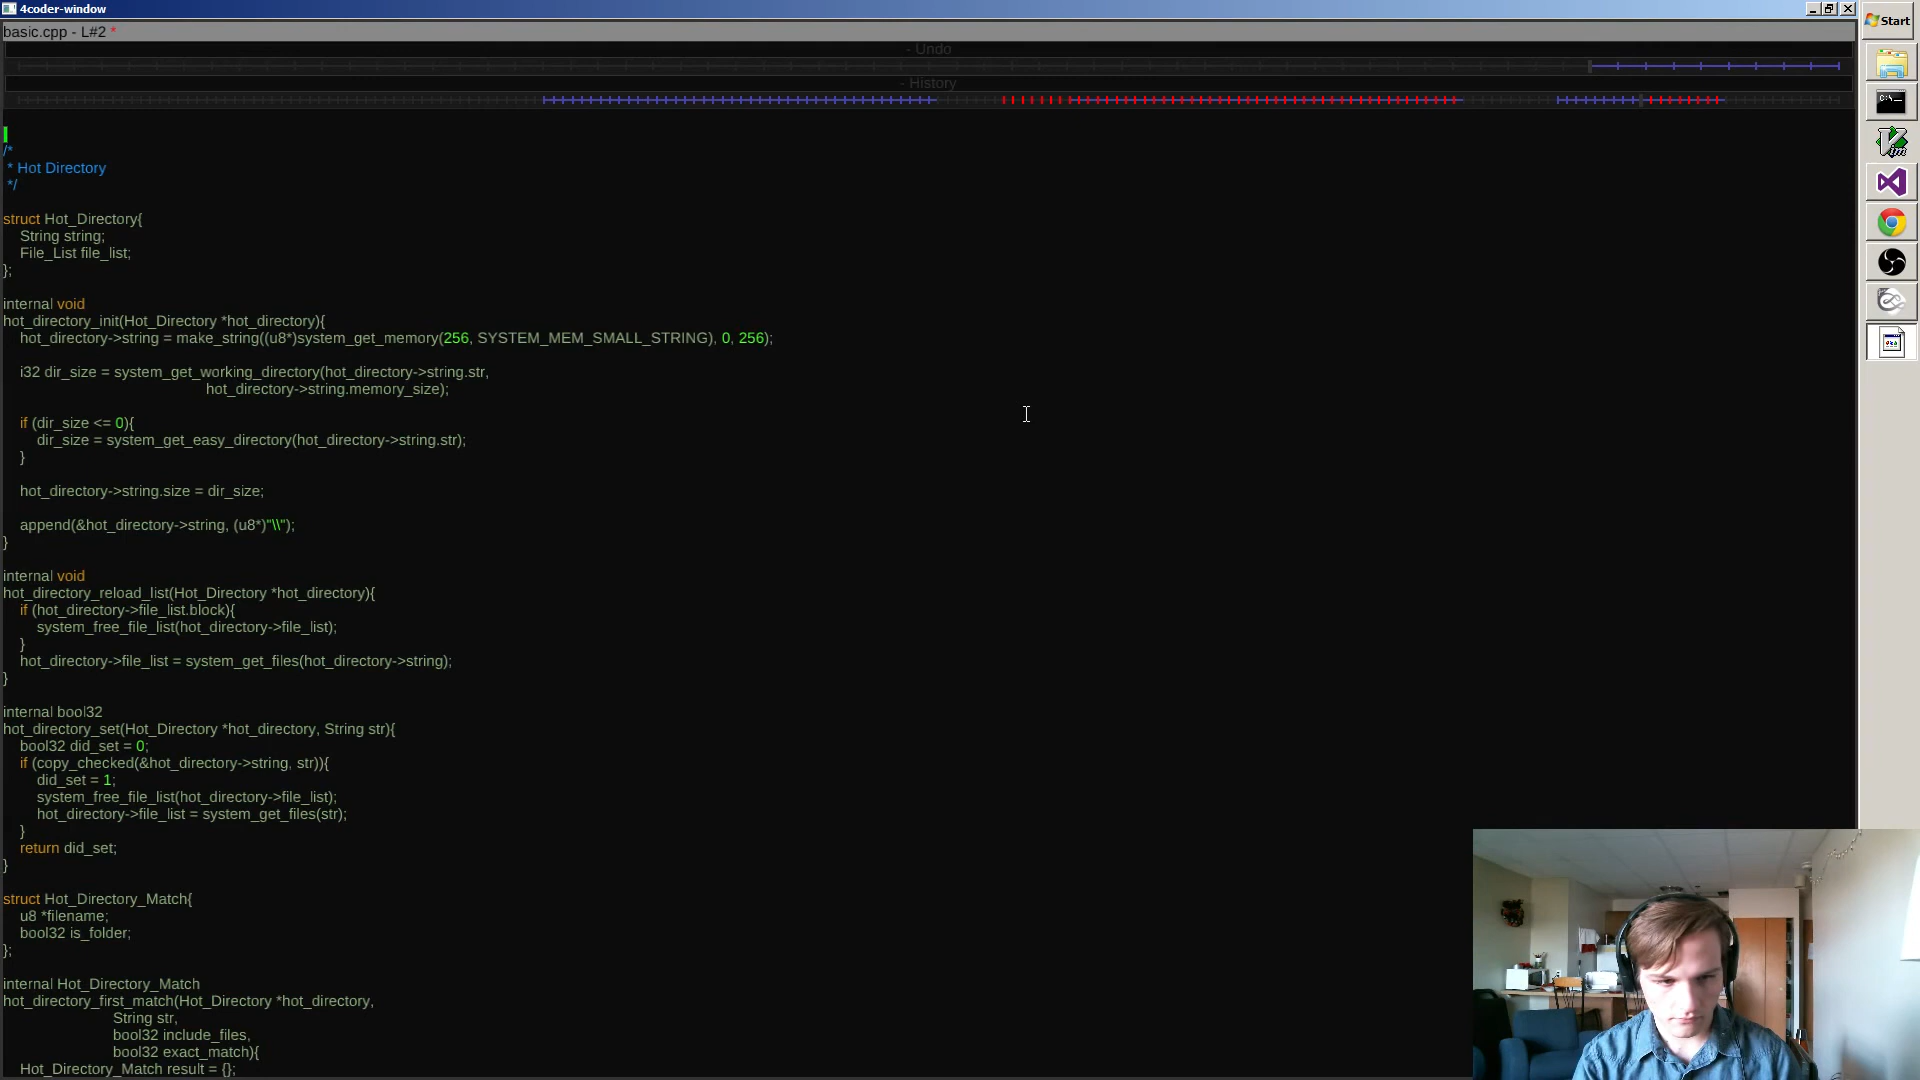 4coder-window
basic.cpp - L#2 *
- Undo
- History
/*
* Hot Directory
*/
struct Hot_Directory{
String string;
File_List file_list;
};
internal void
hot_directory_init(Hot_Directory *hot_directory){
hot_directory->string = make_string((u8*)system_get_memory(256, SYSTEM_MEM_SMALL_STRING), 0, 256);
i32 dir_size = system_get_working_directory(hot_directory->string.str,
hot_directory->string.memory_size);
if (dir_size <= 0){
dir_size = system_get_easy_directory(hot_directory->string.str);
}
hot_directory->string.size = dir_size;
append(&hot_directory->string, (u8*)"\\");
}
internal void
hot_directory_reload_list(Hot_Directory *hot_directory){
if (hot_directory->file_list.block){
system_free_file_list(hot_directory->file_list);
}
hot_directory->file_list = system_get_files(hot_directory->string);
}
internal bool32
hot_directory_set(Hot_Directory *hot_directory, String str){
bool32 did_set = 0;
if (copy_checked(&hot_directory->string, str)){
did_set = 1;
system_free_file_list(hot_directory->file_list);
hot_directory->file_list = system_get_files(str);
}
return did_set;
}
struct Hot_Directory_Match{
u8 *filename;
bool32 is_folder;
};
internal Hot_Directory_Match
hot_directory_first_match(Hot_Directory *hot_directory,
String str,
bool32 include_files,
bool32 exact_match){
Hot_Directory_Match result = {};
Start
C:\
Vim